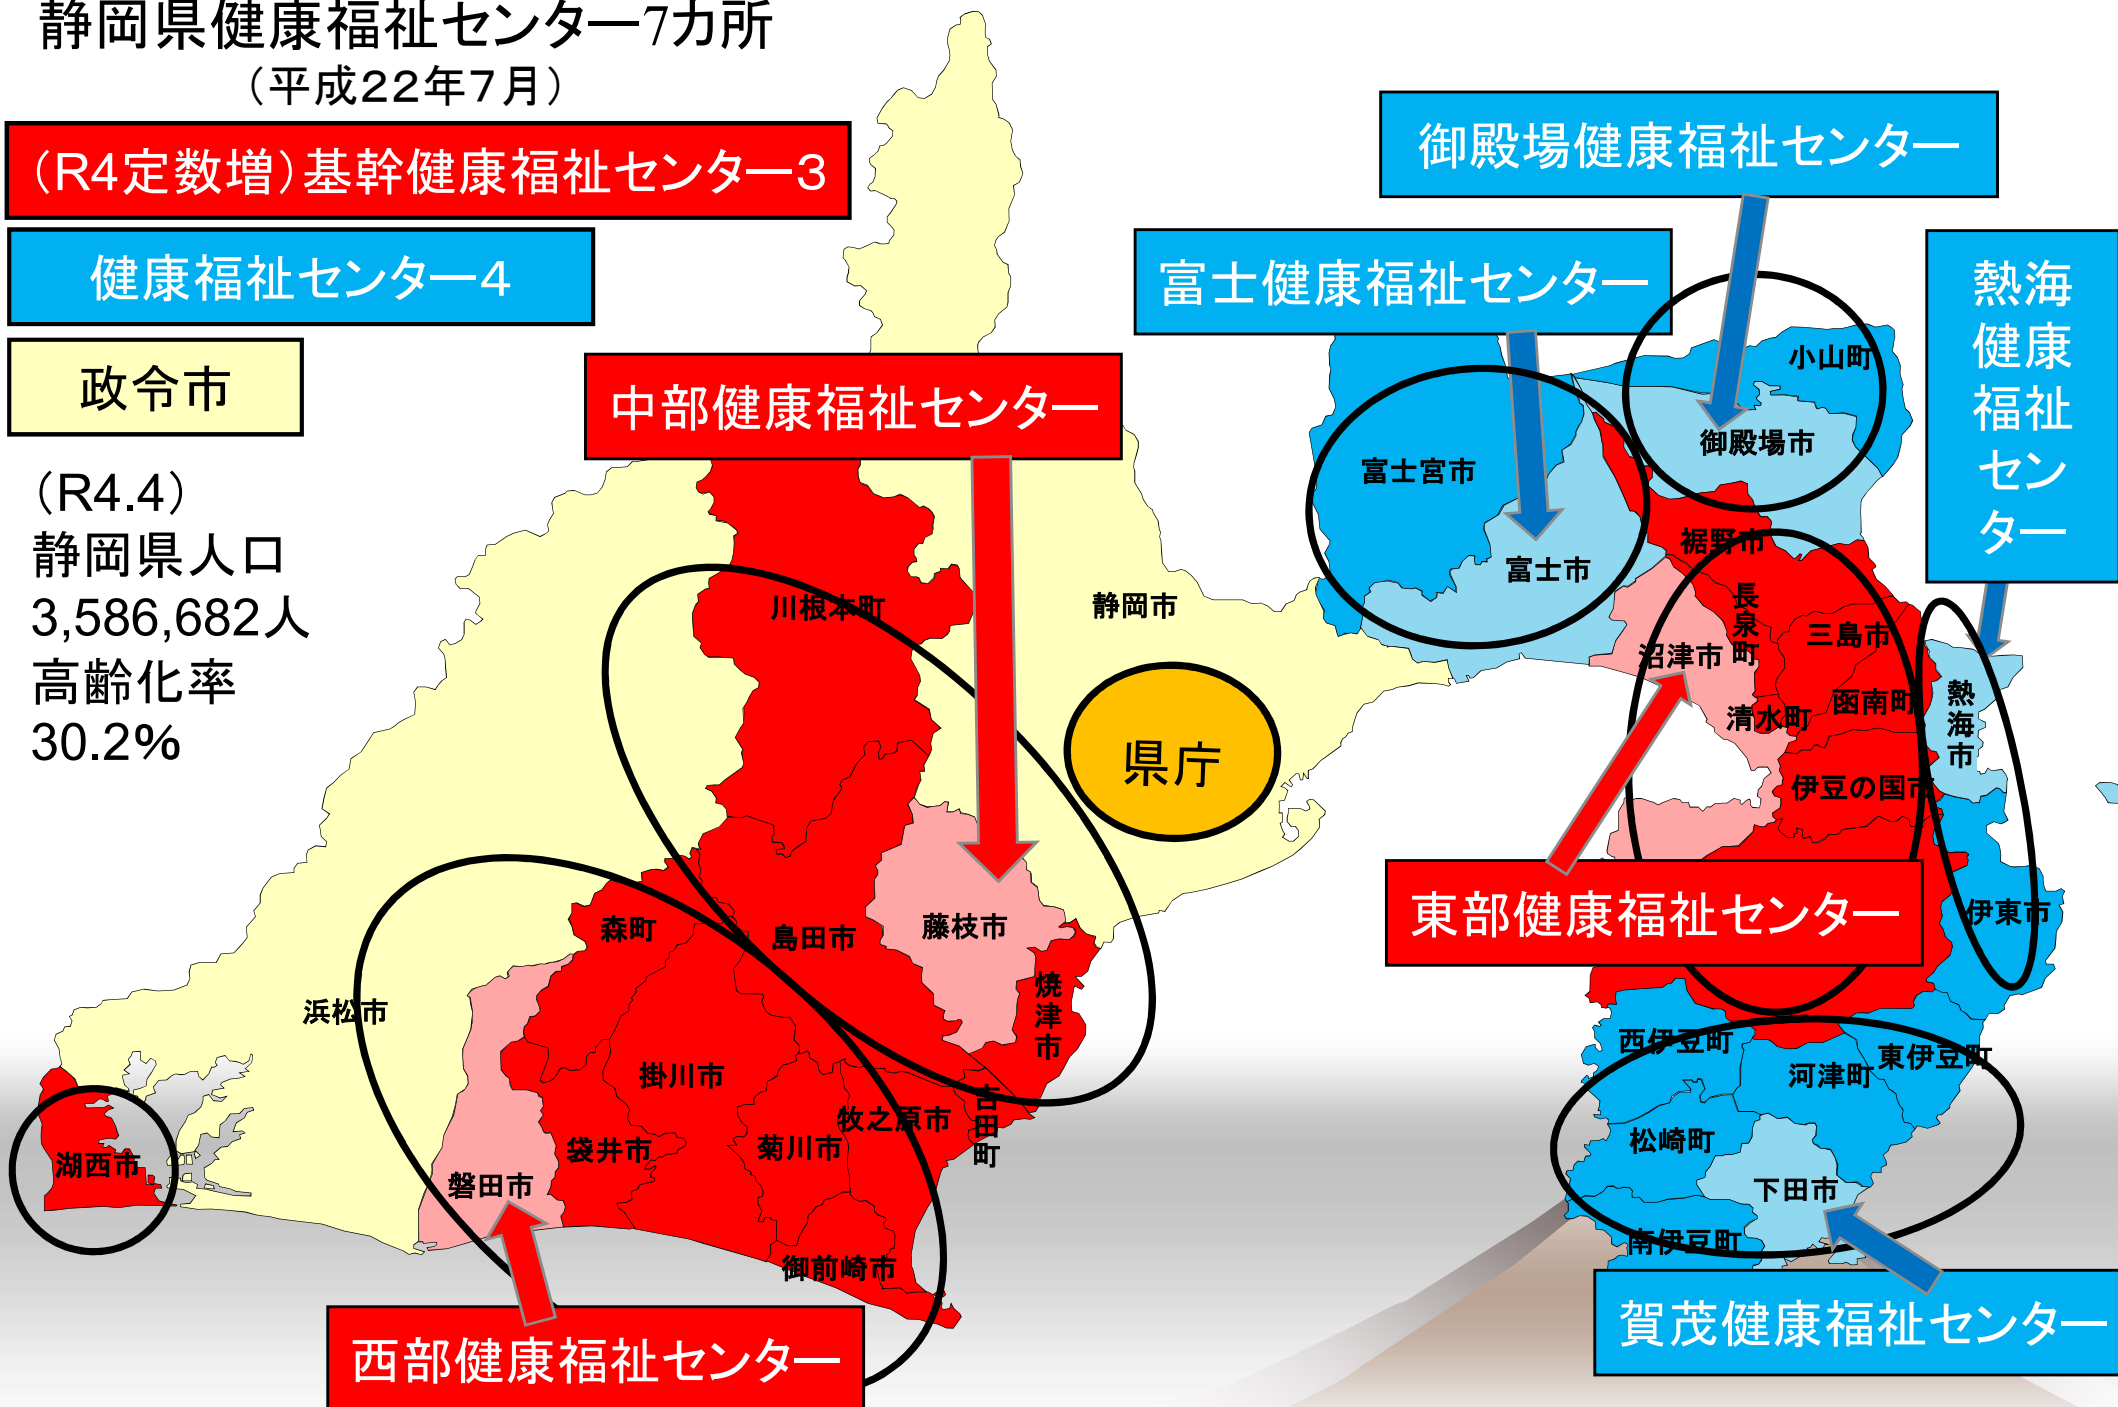 静岡県健康福祉センター7カ所
（平成２２年７月）
（R4定数増）基幹健康福祉センター３
健康福祉センター４
政令市
（R4.4）
静岡県人口
3,586,682人
高齢化率
30.2%
御殿場健康福祉センター
富士健康福祉センター
熱海
健康
福祉
セン
ター
中部健康福祉センター
小山町
御殿場市
富士宮市
富士市
裾野市
長泉町
三島市
沼津市
函南町
清水町
熱海市
伊豆の国市
川根本町
静岡市
県庁
東部健康福祉センター
伊東市
森町
島田市
藤枝市
焼津市
浜松市
掛川市
牧之原市
吉田町
湖西市
磐田市
袋井市
菊川市
御前崎市
西伊豆町
河津町
東伊豆町
松崎町
下田市
南伊豆町
西部健康福祉センター
賀茂健康福祉センター